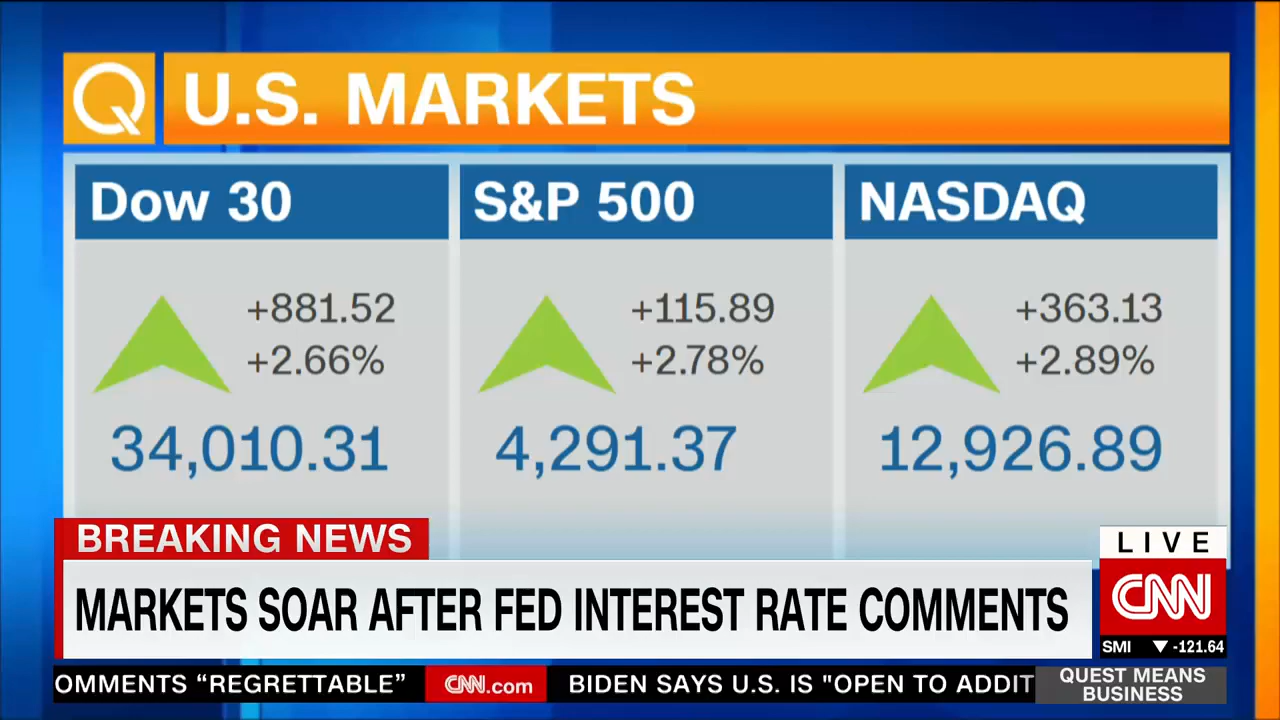 Q U.S. MARKETS
Dow 30
+881.52
+2.66%
34,010.31
S&P 500
+115.89
+2.78%
4,291.37
NASDAQ
+363.13
+2.89%
12,926.89
BREAKING NEWS
MARKETS SOAR AFTER FED INTEREST RATE COMMENTS
LIVE
CNN
SMI ▼ -121.64
OMMENTS “REGRETTABLE” CNN.com BIDEN SAYS U.S. IS "OPEN TO ADDIT
QUEST MEANS
BUSINESS